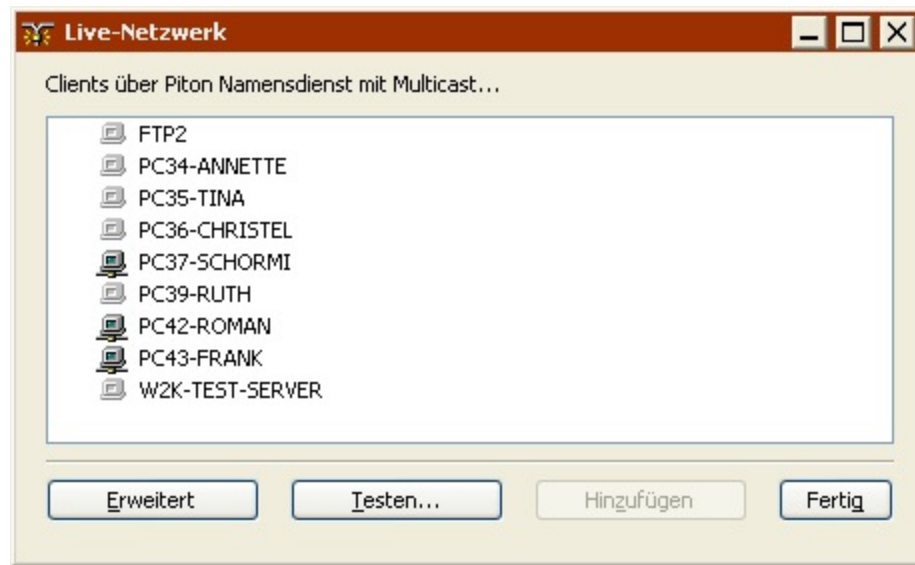 Live-Netzwerk
Clients über Piton Namensdienst mit Multicast...
FTP2
PC34-ANNETTE
PC35-TINA
PC36-CHRISTEL
PC37-SCHORMI
PC39-RUTH
PC42-ROMAN
PC43-FRANK
W2K-TEST-SERVER
Erweitert Testen... Hinzufügen Fertig